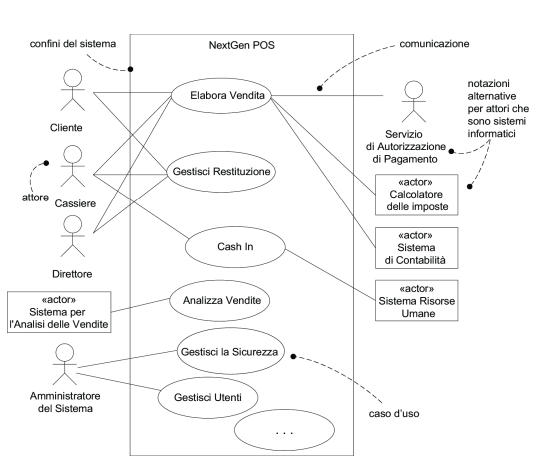 confini del sistema
NextGen POS
comunicazione
notazioni
alternative
per attori che
sono sistemi
informatici
Elabora Vendita
Cliente
Servizio
di Autorizzazione
di Pagamento
Gestisci Restituzione
attore
Cassiere
«actor»
Calcolatore
delle imposte
Cash In
«actor»
Sistema
di Contabilità
Direttore
«actor»
Sistema per
l'Analisi delle Vendite
Analizza Vendite
«actor»
Sistema Risorse
Umane
Gestisci la Sicurezza
Amministratore
del Sistema
Gestisci Utenti
caso d'uso
. . .